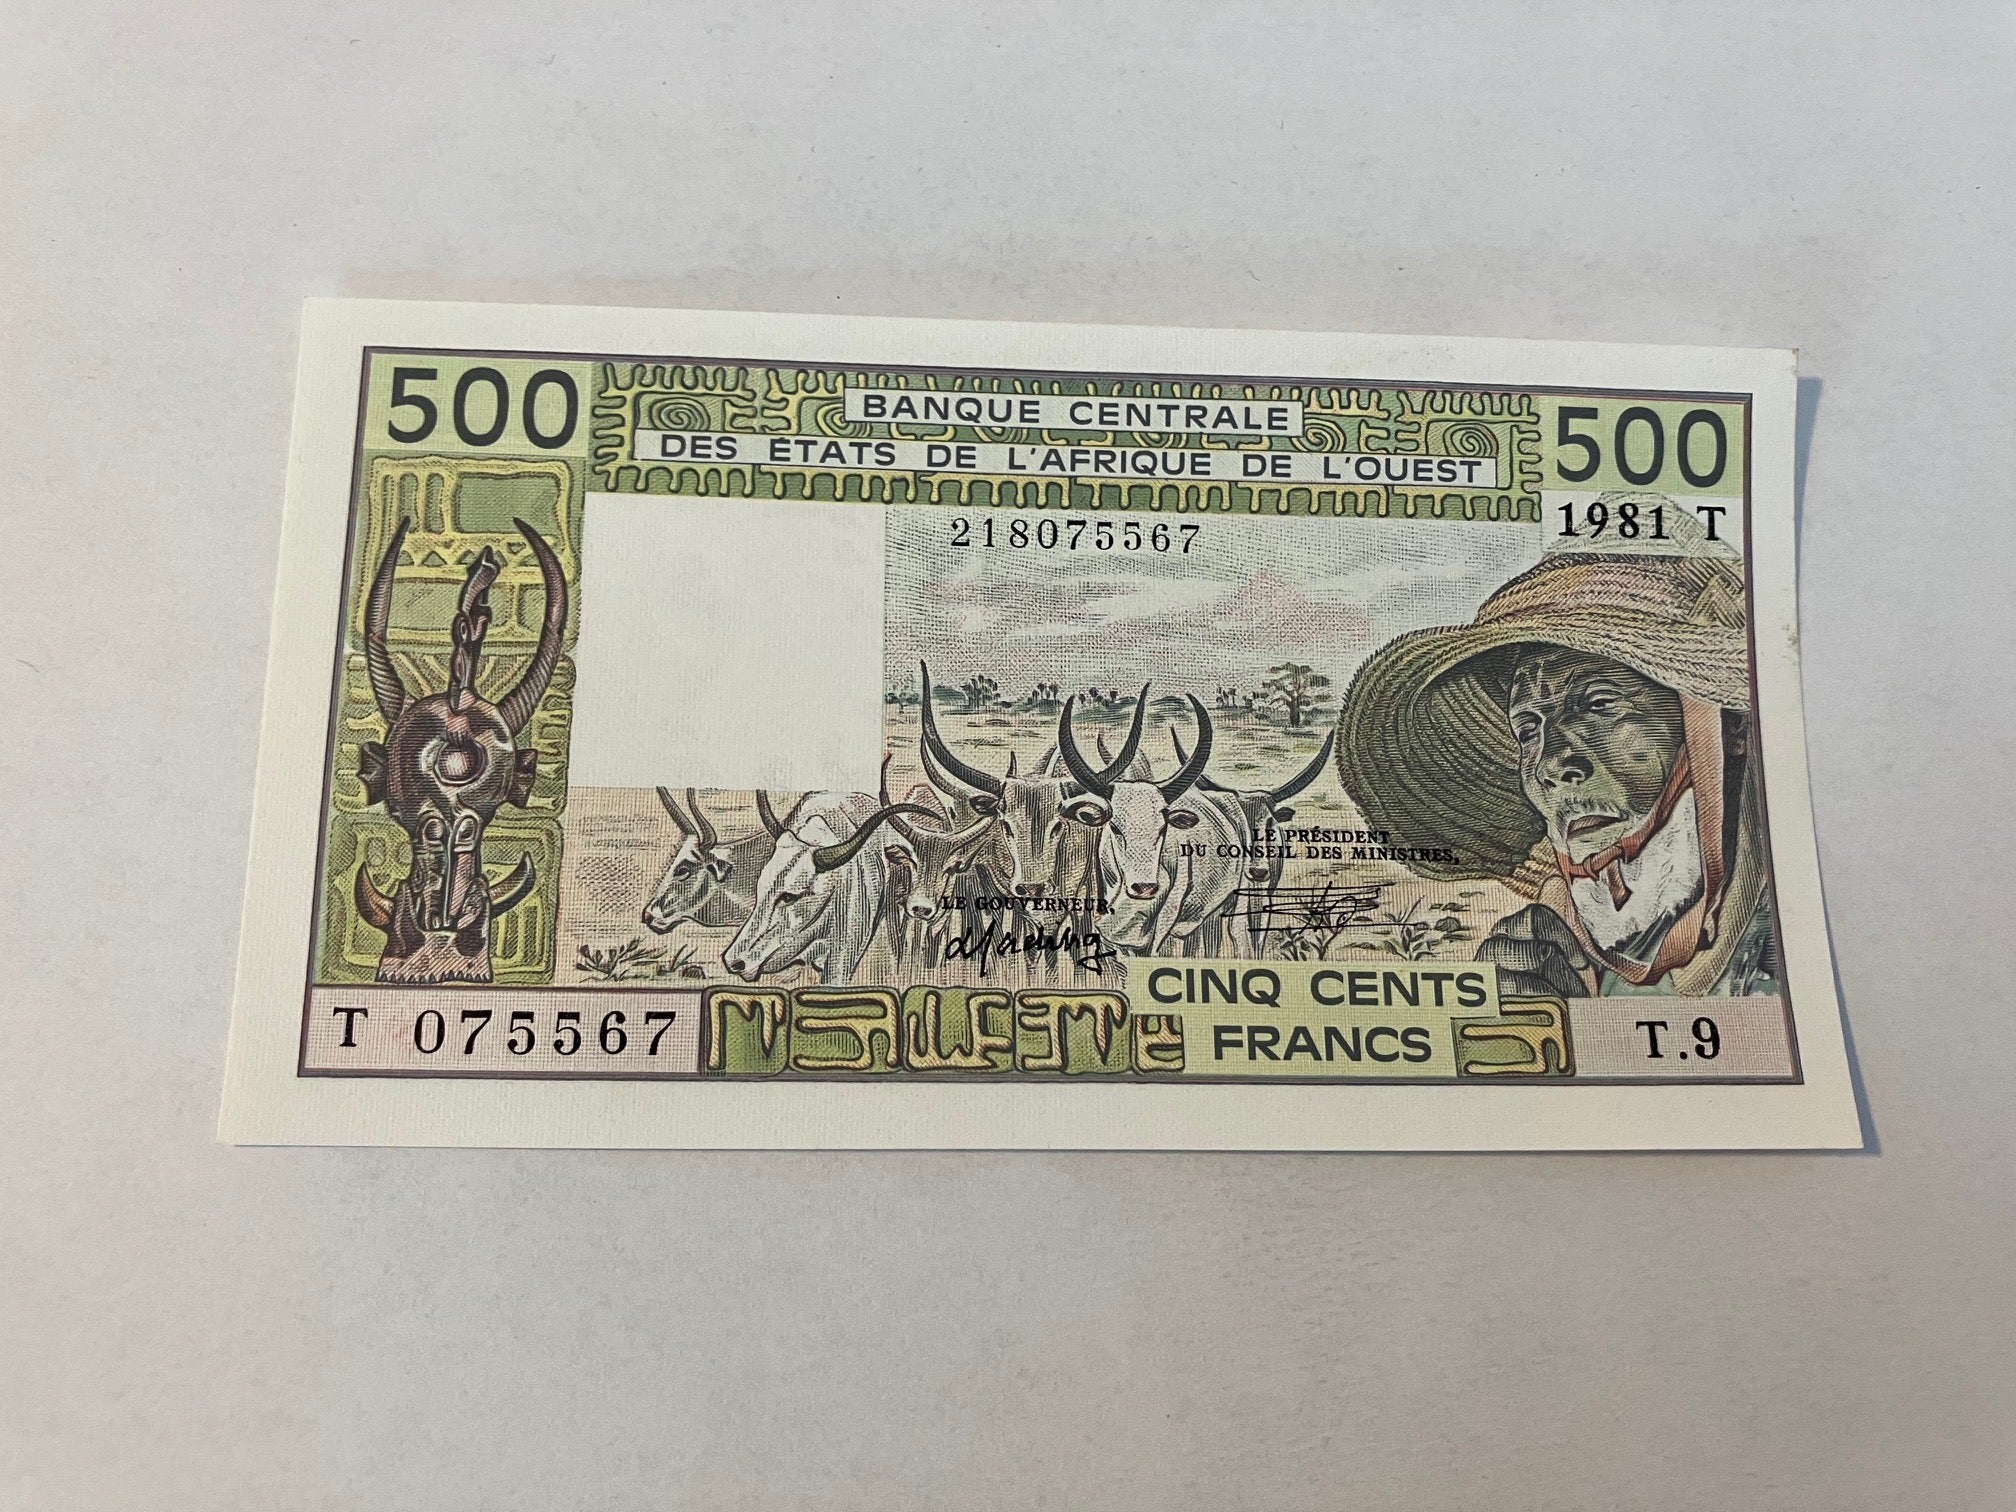 500
BANQUE CENTRALE
DES ÉTATS DE L'AFRIQUE DE L'OUEST
500
1981 T
218075567
LE PRÉSIDENT
DU CONSEIL DES MINISTRES,
LE GOUVERNEUR,
CINQ CENTS
FRANCS
T 075567
T.9